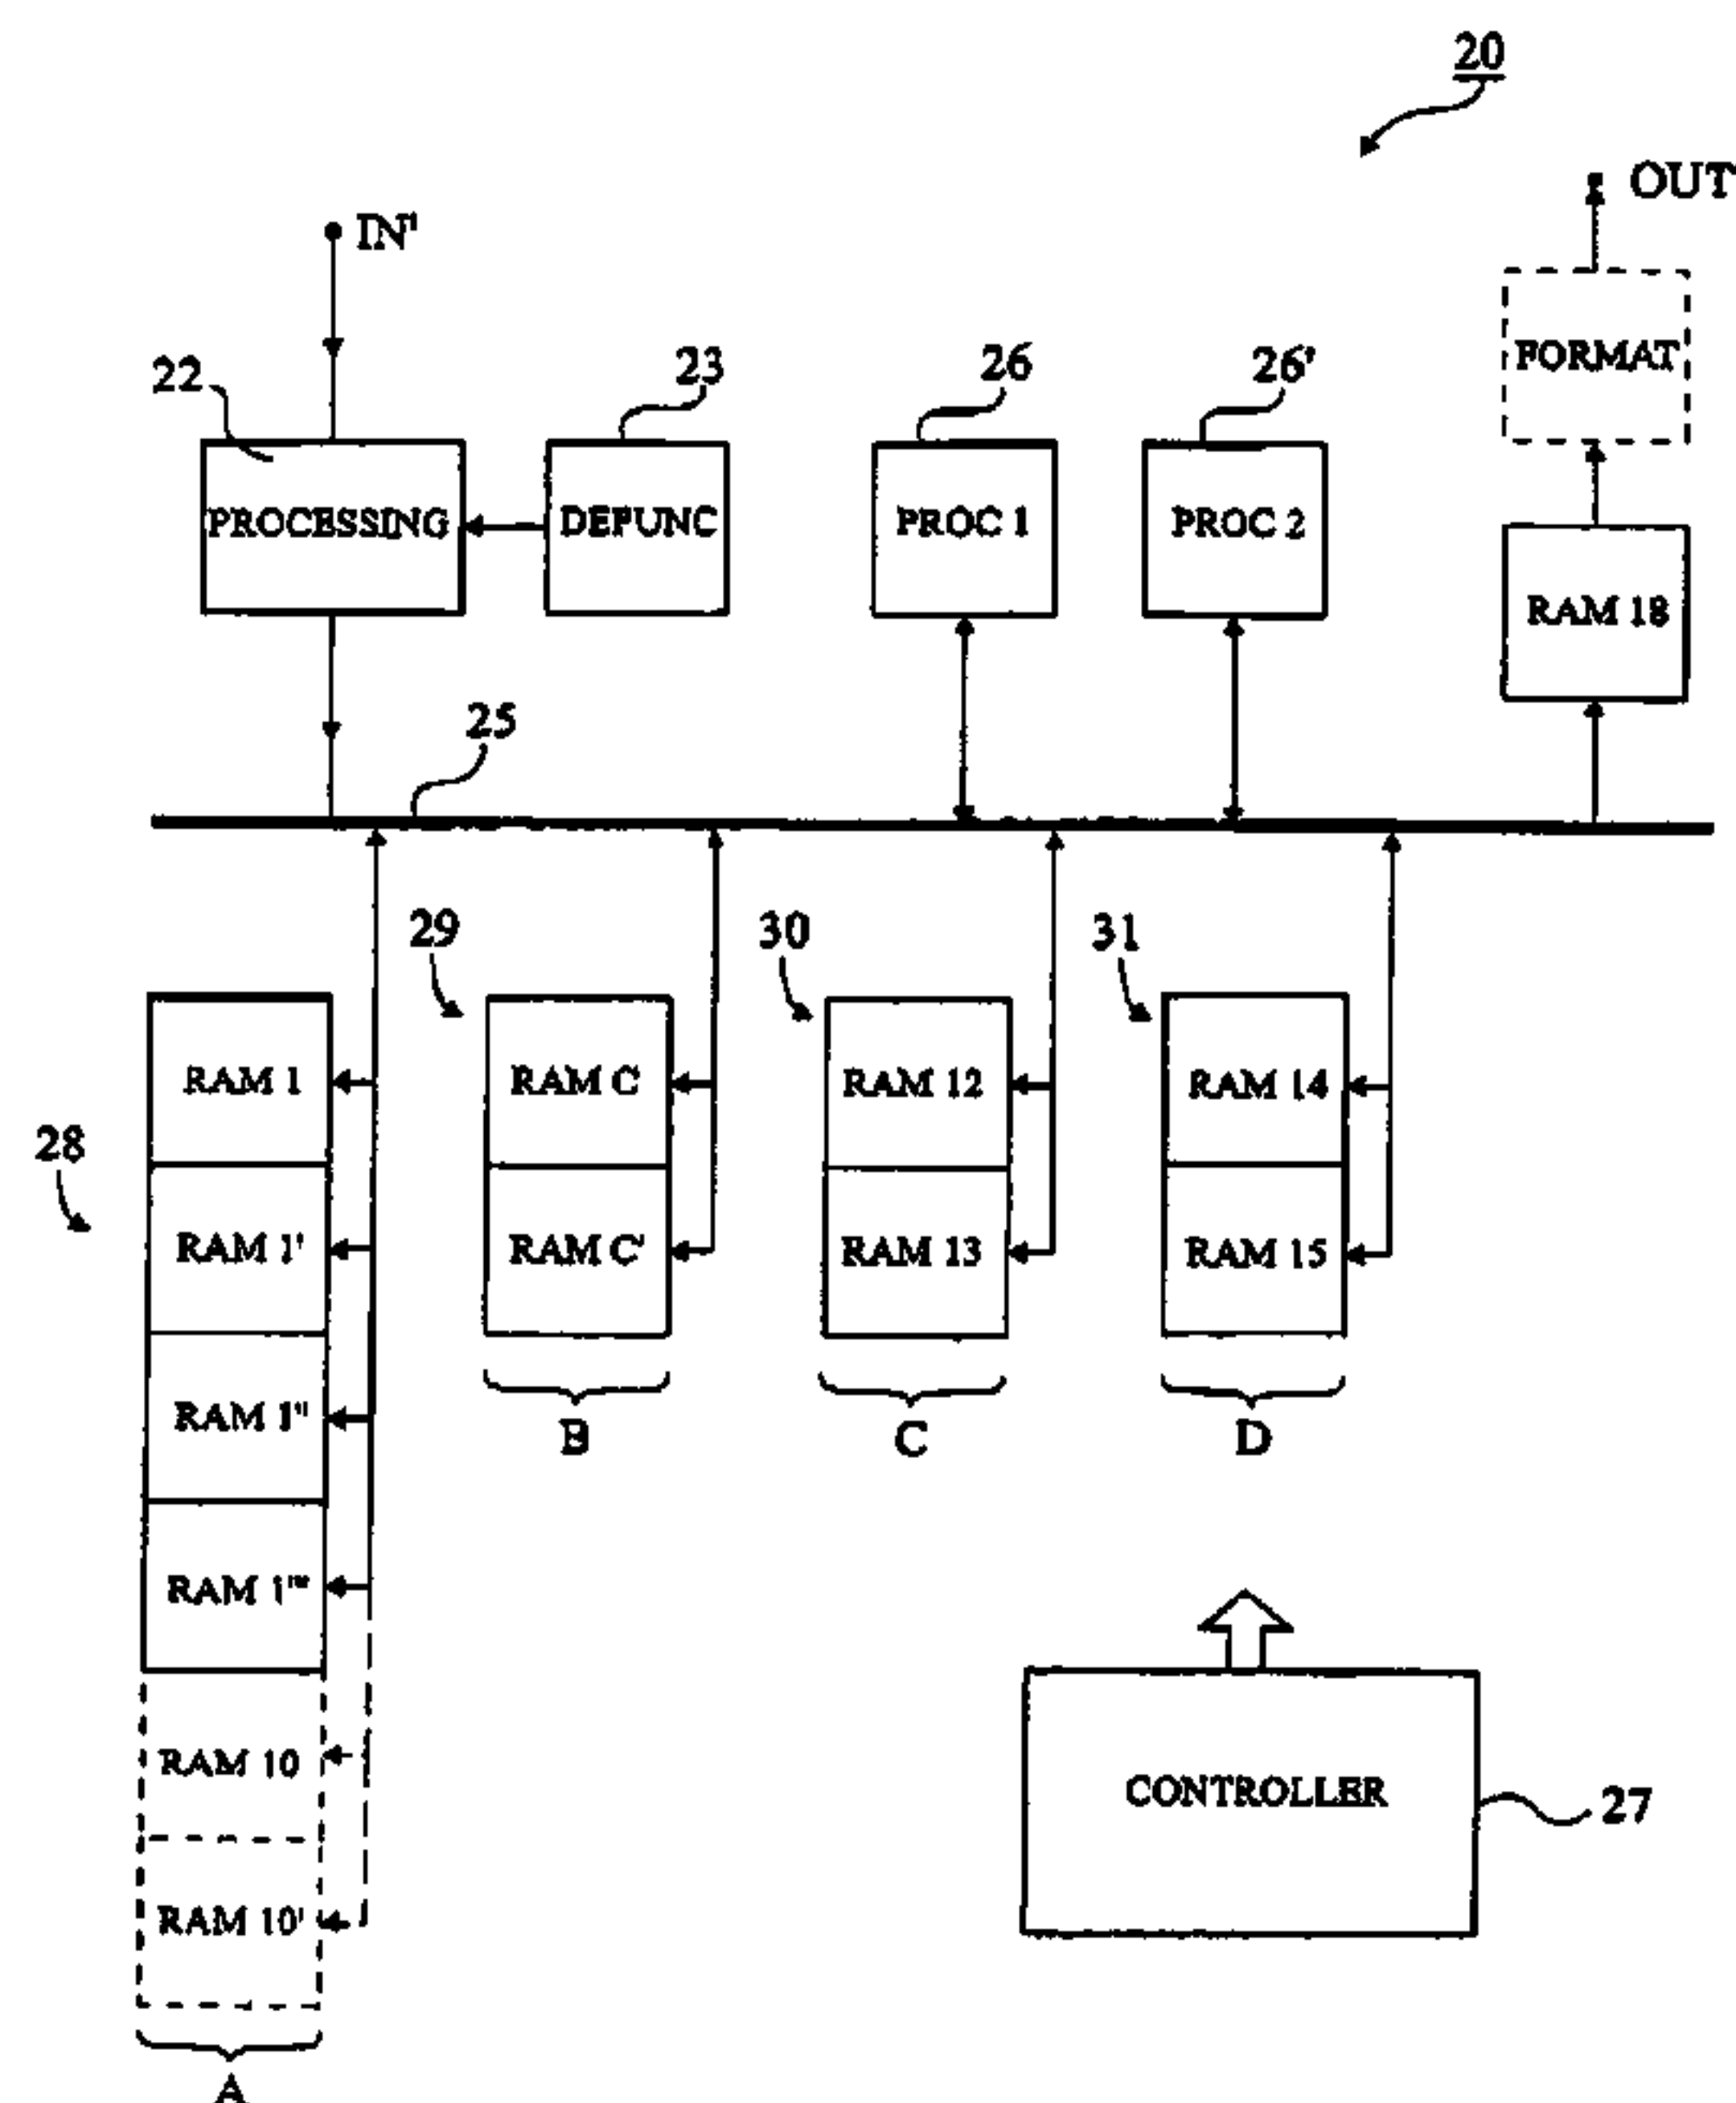 20
OUT
IN'
FORMAT
22
23
26
26'
PROCESSING
DEFUNC
PROC 1
PROC 2
RAM 18
25
29
30
31
28
RAM 1
RAM C
RAM 12
RAM 14
RAM 1'
RAM C'
RAM 13
RAM 15
RAM 1"
B
C
D
RAM 1'"
RAM 10
CONTROLLER
27
RAM 10'
A